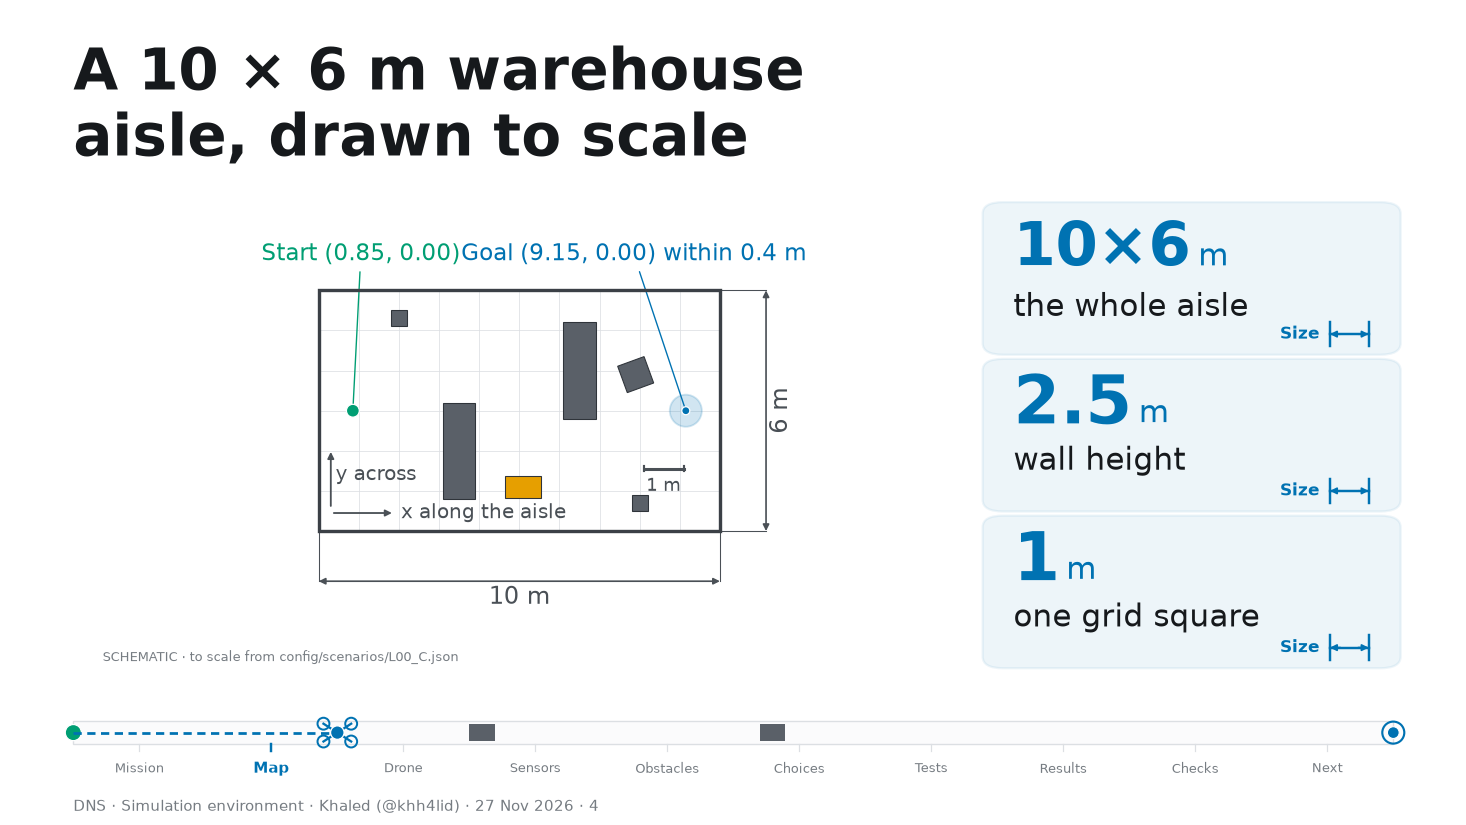 A 10 × 6 m warehouse
aisle, drawn to scale
Start (0.85, 0.00)
Goal (9.15, 0.00) within 0.4 m
y across
x along the aisle
1 m
6 m
10 m
SCHEMATIC · to scale from config/scenarios/L00_C.json
10×6 m
the whole aisle
Size
2.5 m
wall height
Size
1 m
one grid square
Size
Mission
Map
Drone
Sensors
Obstacles
Choices
Tests
Results
Checks
Next
DNS · Simulation environment · Khaled (@khh4lid) · 27 Nov 2026 · 4